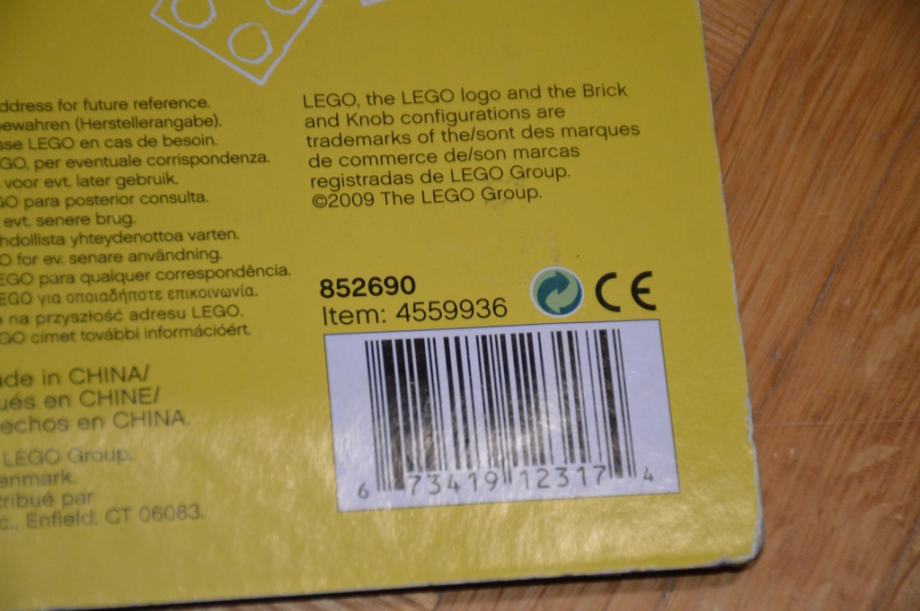 address for future reference.
bewahren (Herstellerangabe).
sse LEGO en cas de besoin.
GO, per eventuale corrispondenza.
voor evt. later gebruik.
GO para posterior consulta.
evt. senere brug.
hdollista yhteydenottoa varten.
O for ev. senare användning.
EGO para qualquer correspondência.
EGO για οποιαδήποτε επικοινωνία.
na przyszłość adresu LEGO.
GO címet további információért.
ade in CHINA/
ués en CHINE/
echos en CHINA.
LEGO Group.
enmark.
tribué par
c., Enfield, CT 06083.
LEGO, the LEGO logo and the Brick
and Knob configurations are
trademarks of the/sont des marques
de commerce de/son marcas
registradas de LEGO Group.
©2009 The LEGO Group.
852690
Item: 4559936
CE
6 73419 12317 4